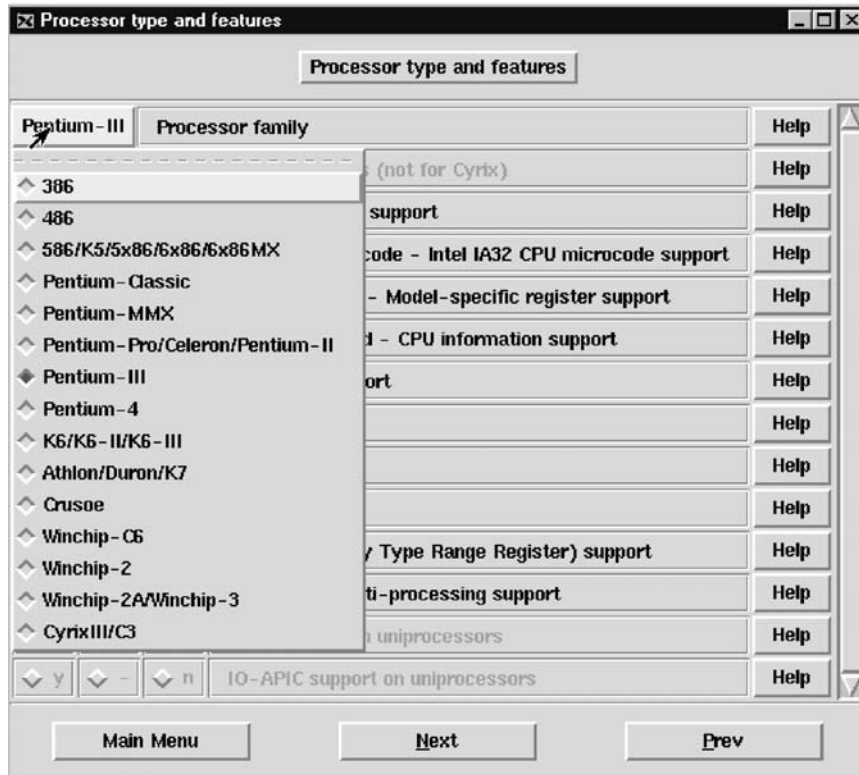 Processor type and features
Processor type and features
Pentium-III Processor family Help
s (not for Cyrix) Help
386
support Help
486
586/K5/5x86/6x86/6x86MX
code - Intel IA32 CPU microcode support Help
Pentium-Classic
- Model-specific register support Help
Pentium-MMX
Pentium-Pro/Celeron/Pentium-II
d - CPU information support Help
Pentium-III
ort Help
Pentium-4
Help
K6/K6-II/K6-III
Help
Athlon/Duron/K7
Crusoe
Help
Winchip-C6
y Type Range Register) support Help
Winchip-2
Winchip-2A/Winchip-3
ti-processing support Help
CyrixIII/C3
n uniprocessors Help
y - n IO-APIC support on uniprocessors Help
Main Menu Next Prev